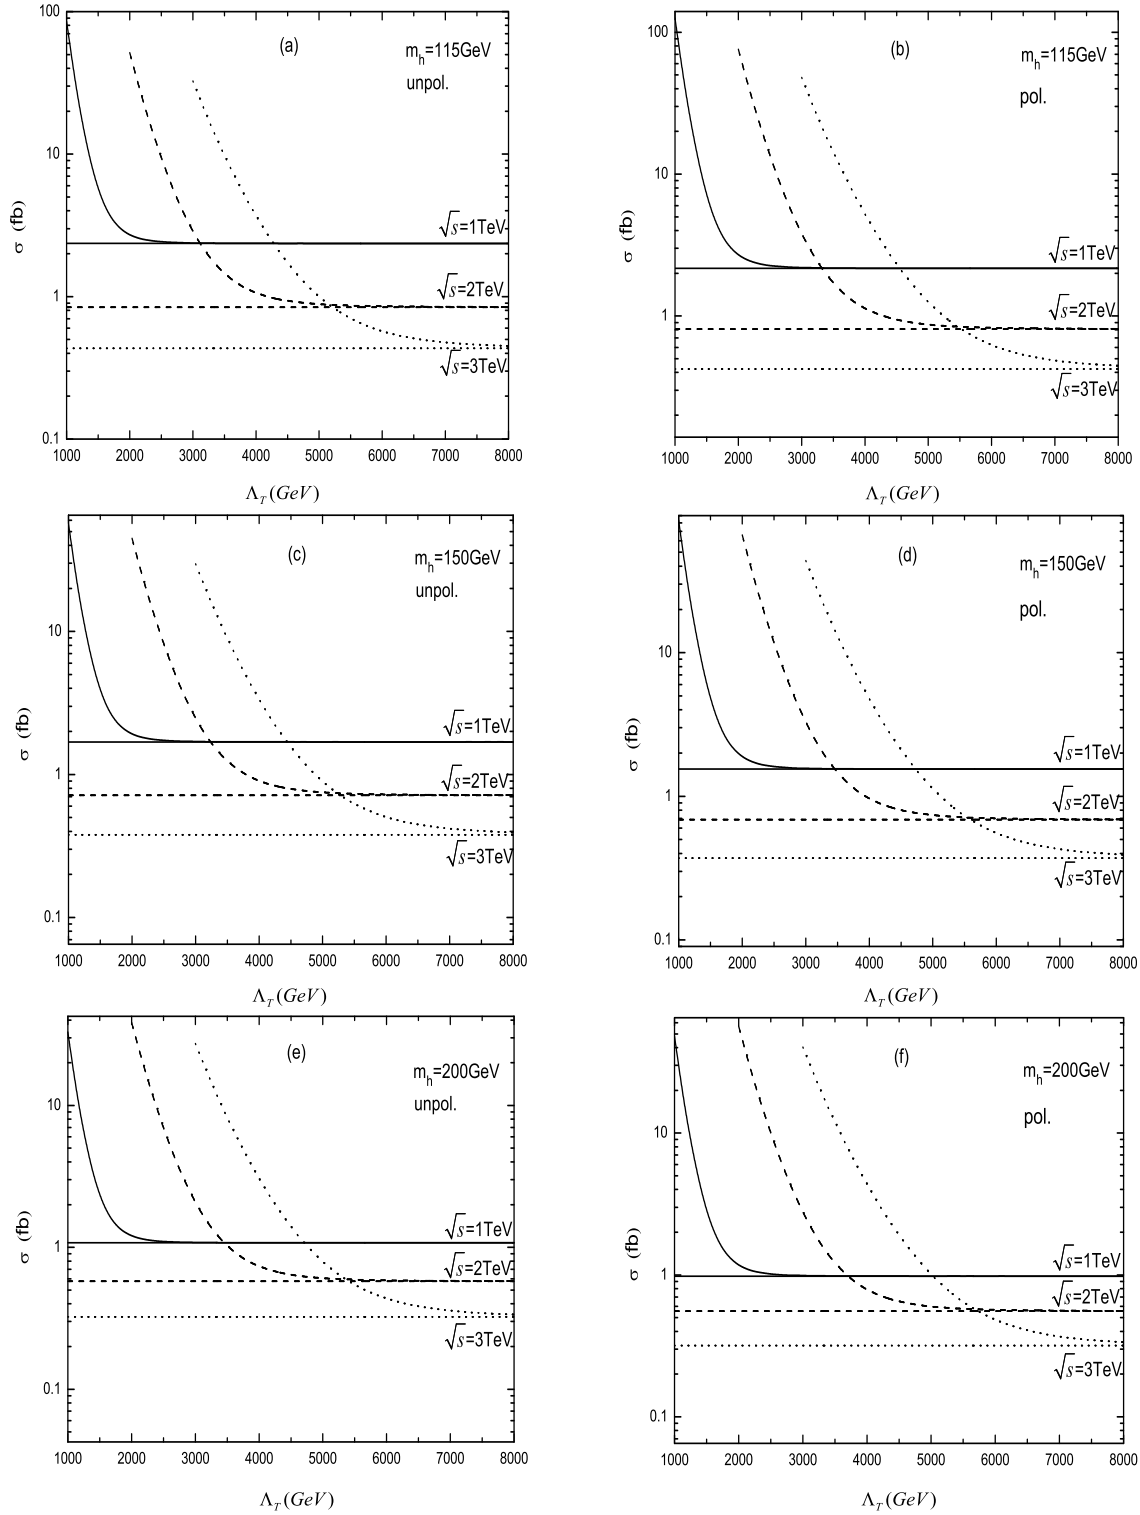 (a)
m_h=115GeV
unpol.
100
10
1
0.1
σ (fb)
√s=1TeV
√s=2TeV
√s=3TeV
1000 2000 3000 4000 5000 6000 7000 8000
Λ_T (GeV)
(b)
m_h=115GeV
pol.
100
10
1
σ (fb)
√s=1TeV
√s=2TeV
√s=3TeV
1000 2000 3000 4000 5000 6000 7000 8000
Λ_T (GeV)
(c)
m_h=150GeV
unpol.
10
1
0.1
σ (fb)
√s=1TeV
√s=2TeV
√s=3TeV
1000 2000 3000 4000 5000 6000 7000 8000
Λ_T (GeV)
(d)
m_h=150GeV
pol.
10
1
0.1
σ (fb)
√s=1TeV
√s=2TeV
√s=3TeV
1000 2000 3000 4000 5000 6000 7000 8000
Λ_T (GeV)
(e)
m_h=200GeV
unpol.
10
1
0.1
σ (fb)
√s=1TeV
√s=2TeV
√s=3TeV
1000 2000 3000 4000 5000 6000 7000 8000
Λ_T (GeV)
(f)
m_h=200GeV
pol.
10
1
0.1
σ (fb)
√s=1TeV
√s=2TeV
√s=3TeV
1000 2000 3000 4000 5000 6000 7000 8000
Λ_T (GeV)